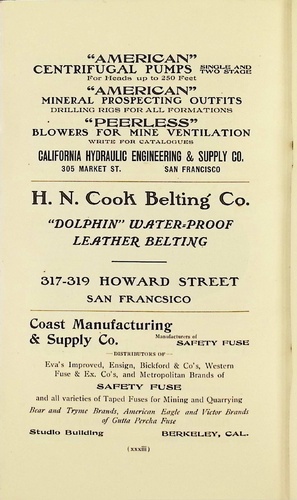 "AMERICAN"
CENTRIFUGAL PUMPS SINGLE AND TWO STAGE
For Heads up to 250 Feet
"AMERICAN"
MINERAL PROSPECTING OUTFITS
DRILLING RIGS FOR ALL FORMATIONS
"PEERLESS"
BLOWERS FOR MINE VENTILATION
WRITE FOR CATALOGUES
CALIFORNIA HYDRAULIC ENGINEERING & SUPPLY CO.
305 MARKET ST. SAN FRANCISCO
H. N. Cook Belting Co.
"DOLPHIN" WATER-PROOF
LEATHER BELTING
317-319 HOWARD STREET
SAN FRANCSICO
Coast Manufacturing
& Supply Co. Manufacturers of SAFETY FUSE
—DISTRIBUTORS OF—
Eva's Improved, Ensign, Bickford & Co's, Western
Fuse & Ex. Co's, and Metropolitan Brands of
SAFETY FUSE
and all varieties of Taped Fuses for Mining and Quarrying
Bear and Tryme Brands, American Eagle and Victor Brands
of Gutta Percha Fuse
Studio Building BERKELEY, CAL.
(xxxiii)